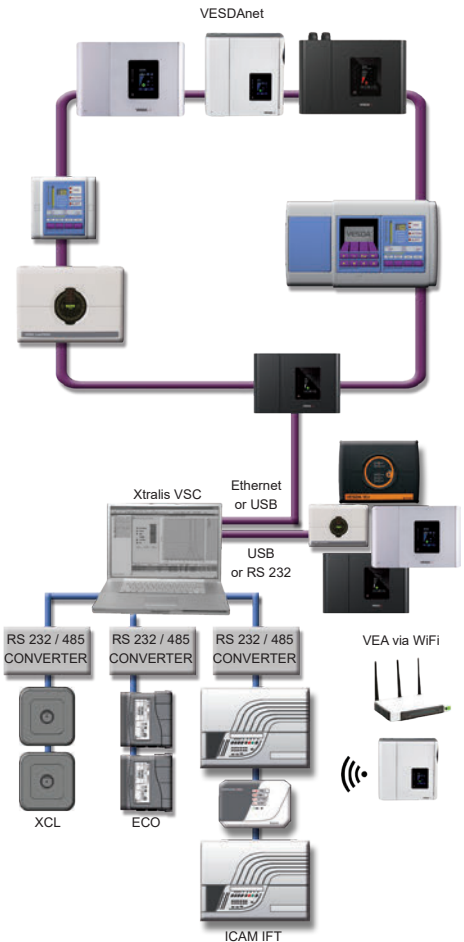 VESDAnet
VESDA
Xtralis VSC
Ethernet
or USB
USB
or RS 232
RS 232 / 485
CONVERTER
RS 232 / 485
CONVERTER
RS 232 / 485
CONVERTER
VEA via WiFi
XCL
ECO
ICAM IFT